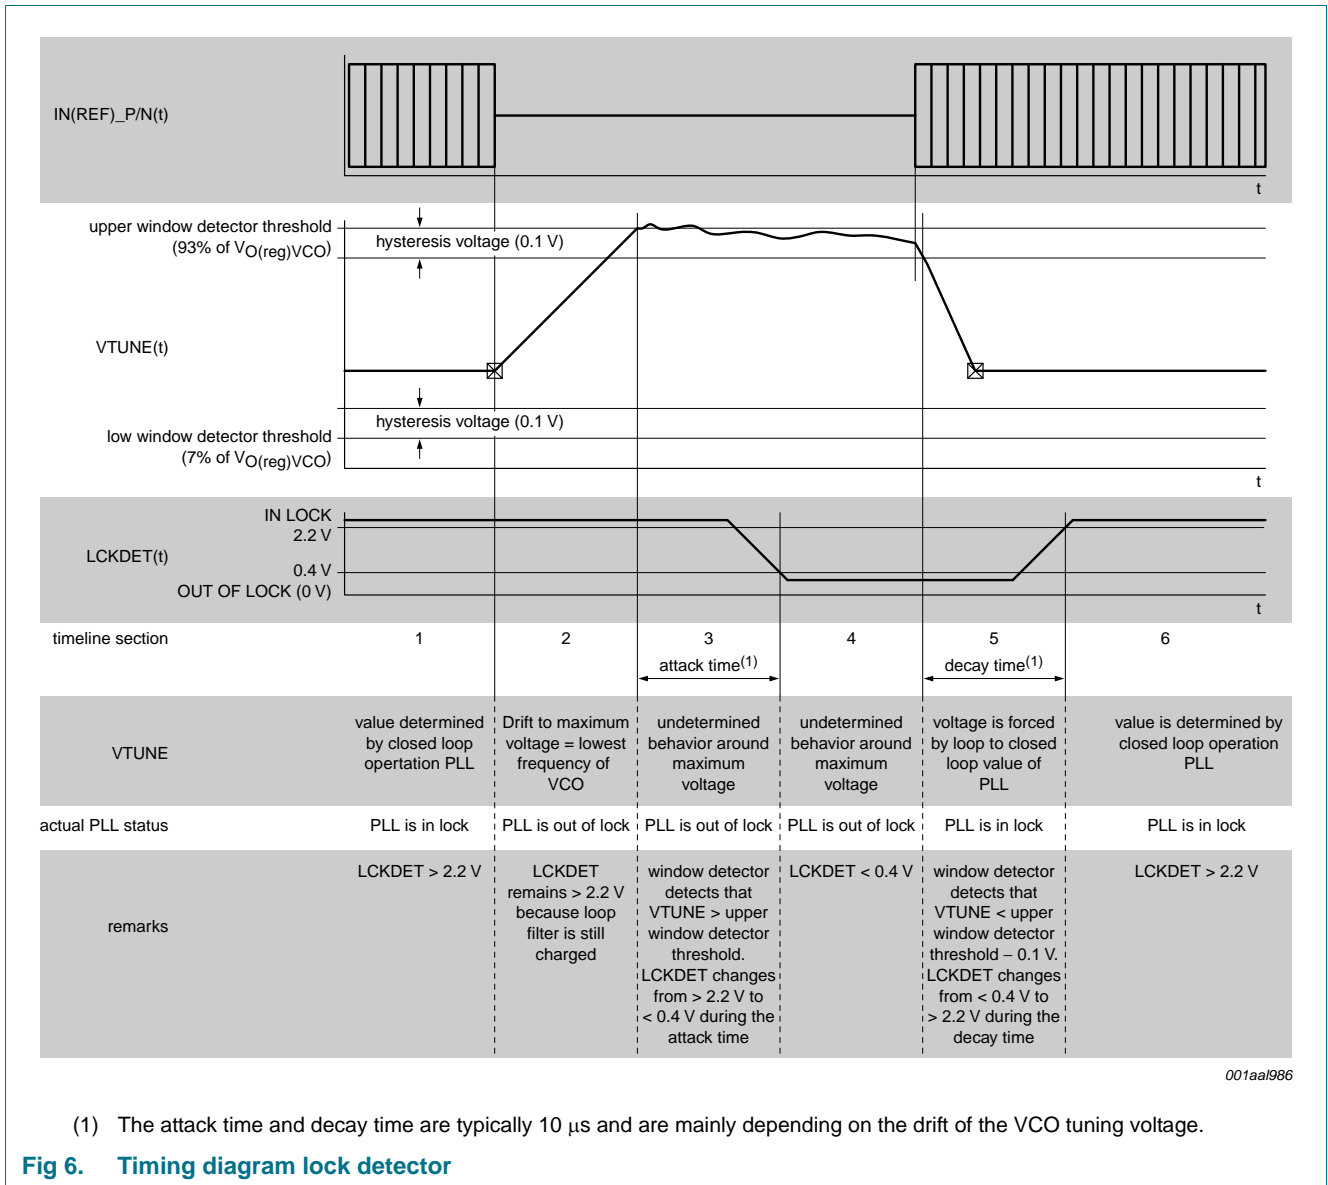 IN(REF)_P/N(t)
t
upper window detector threshold
(93% of VO(reg)VCO)
hysteresis voltage (0.1 V)
VTUNE(t)
hysteresis voltage (0.1 V)
low window detector threshold
(7% of VO(reg)VCO)
t
IN LOCK
2.2 V
LCKDET(t)
0.4 V
OUT OF LOCK (0 V)
t
timeline section 1 2 3 4 5 6
attack time(1) decay time(1)
VTUNE
value determined
by closed loop
opertation PLL
Drift to maximum
voltage = lowest
frequency of
VCO
undetermined
behavior around
maximum
voltage
undetermined
behavior around
maximum
voltage
voltage is forced
by loop to closed
loop value of
PLL
value is determined by
closed loop operation
PLL
actual PLL status PLL is in lock PLL is out of lock PLL is out of lock PLL is out of lock PLL is in lock PLL is in lock
remarks
LCKDET > 2.2 V
LCKDET
remains > 2.2 V
because loop
filter is still
charged
window detector
detects that
VTUNE > upper
window detector
threshold.
LCKDET changes
from > 2.2 V to
< 0.4 V during the
attack time
LCKDET < 0.4 V
window detector
detects that
VTUNE < upper
window detector
threshold − 0.1 V.
LCKDET changes
from < 0.4 V to
> 2.2 V during the
decay time
LCKDET > 2.2 V
001aal986
(1) The attack time and decay time are typically 10 μs and are mainly depending on the drift of the VCO tuning voltage.
Fig 6. Timing diagram lock detector